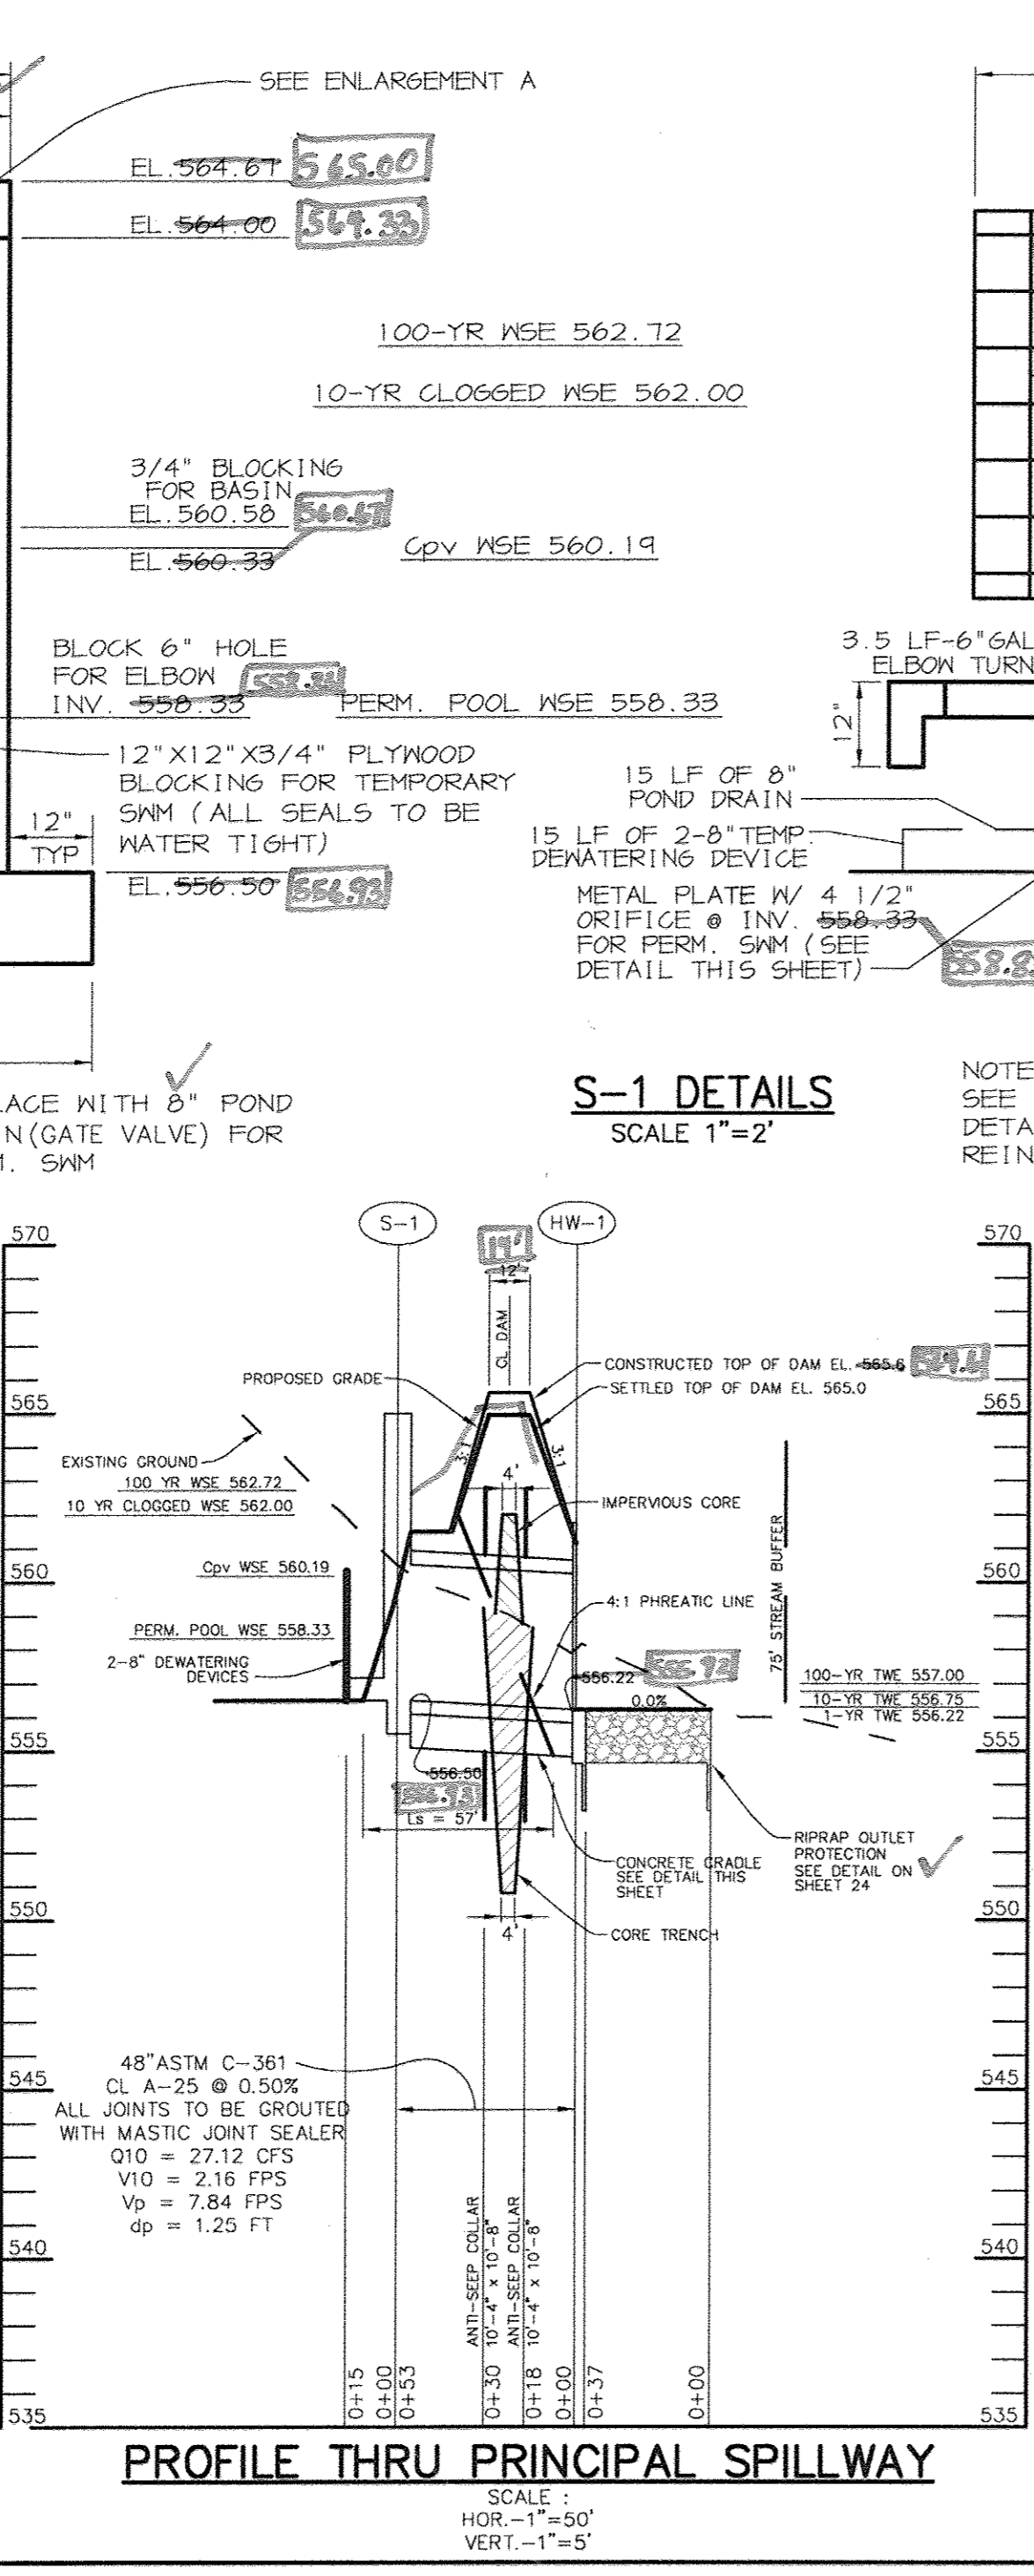 SEE ENLARGEMENT A
EL. 564.67 565.00
EL. 564.00 564.33
100-YR WSE 562.72
10-YR CLOGGED WSE 562.00
3/4" BLOCKING
FOR BASIN
EL. 560.58 560.67
EL. 560.33
Cpv WSE 560.19
BLOCK 6" HOLE
FOR ELBOW
INV. 558.33
PERM. POOL WSE 558.33
12"X12"X3/4" PLYWOOD
BLOCKING FOR TEMPORARY
SWM (ALL SEALS TO BE
WATER TIGHT)
12"
TYP
EL. 556.50 556.93
3.5 LF-6"GAL
ELBOW TURN
12"
15 LF OF 8"
POND DRAIN
15 LF OF 2-8"TEMP.
DEWATERING DEVICE
METAL PLATE W/ 4 1/2"
ORIFICE @ INV. 558.33
FOR PERM. SWM (SEE
DETAIL THIS SHEET)
LACE WITH 8" POND
N(GATE VALVE) FOR
M. SWM
S-1 DETAILS
SCALE 1"=2'
NOTE
SEE
DETA
REIN
S-1
HW-1
570
570
14'
12'
CL DAM
CONSTRUCTED TOP OF DAM EL. 565.6
PROPOSED GRADE
SETTLED TOP OF DAM EL. 565.0
565
565
3:1
3:1
EXISTING GROUND
100 YR WSE 562.72
10 YR CLOGGED WSE 562.00
4'
IMPERVIOUS CORE
75' STREAM BUFFER
560
560
Cpv WSE 560.19
4:1 PHREATIC LINE
PERM. POOL WSE 558.33
2-8" DEWATERING
DEVICES
556.22 556.92
0.0%
100-YR TWE 557.00
10-YR TWE 556.75
1-YR TWE 556.22
555
555
556.50
Ls = 57'
RIPRAP OUTLET
PROTECTION
SEE DETAIL ON
SHEET 24
CONCRETE CRADLE
SEE DETAIL THIS
SHEET
550
550
4'
CORE TRENCH
48"ASTM C-361
CL A-25 @ 0.50%
ALL JOINTS TO BE GROUTED
WITH MASTIC JOINT SEALER
Q10 = 27.12 CFS
V10 = 2.16 FPS
Vp = 7.84 FPS
dp = 1.25 FT
545
545
540
540
ANTI-SEEP COLLAR
10'-4" x 10'-8"
ANTI-SEEP COLLAR
10'-4" x 10'-8"
0+15
0+00
0+53
0+30
0+18
0+00
0+37
0+00
535
535
PROFILE THRU PRINCIPAL SPILLWAY
SCALE :
HOR.-1"=50'
VERT.-1"=5'